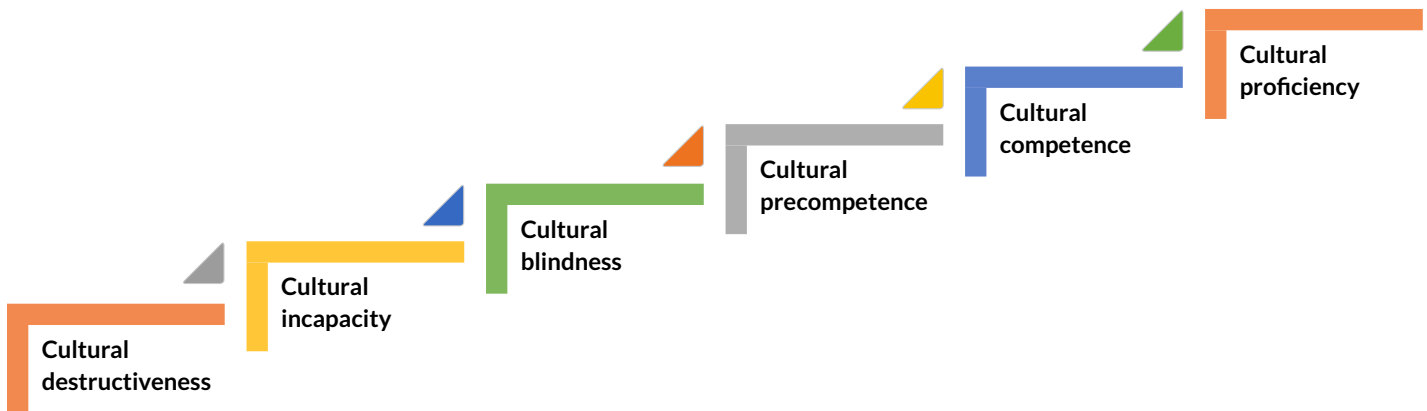 Cultural
destructiveness
Cultural
incapacity
Cultural
blindness
Cultural
precompetence
Cultural
competence
Cultural
proficiency